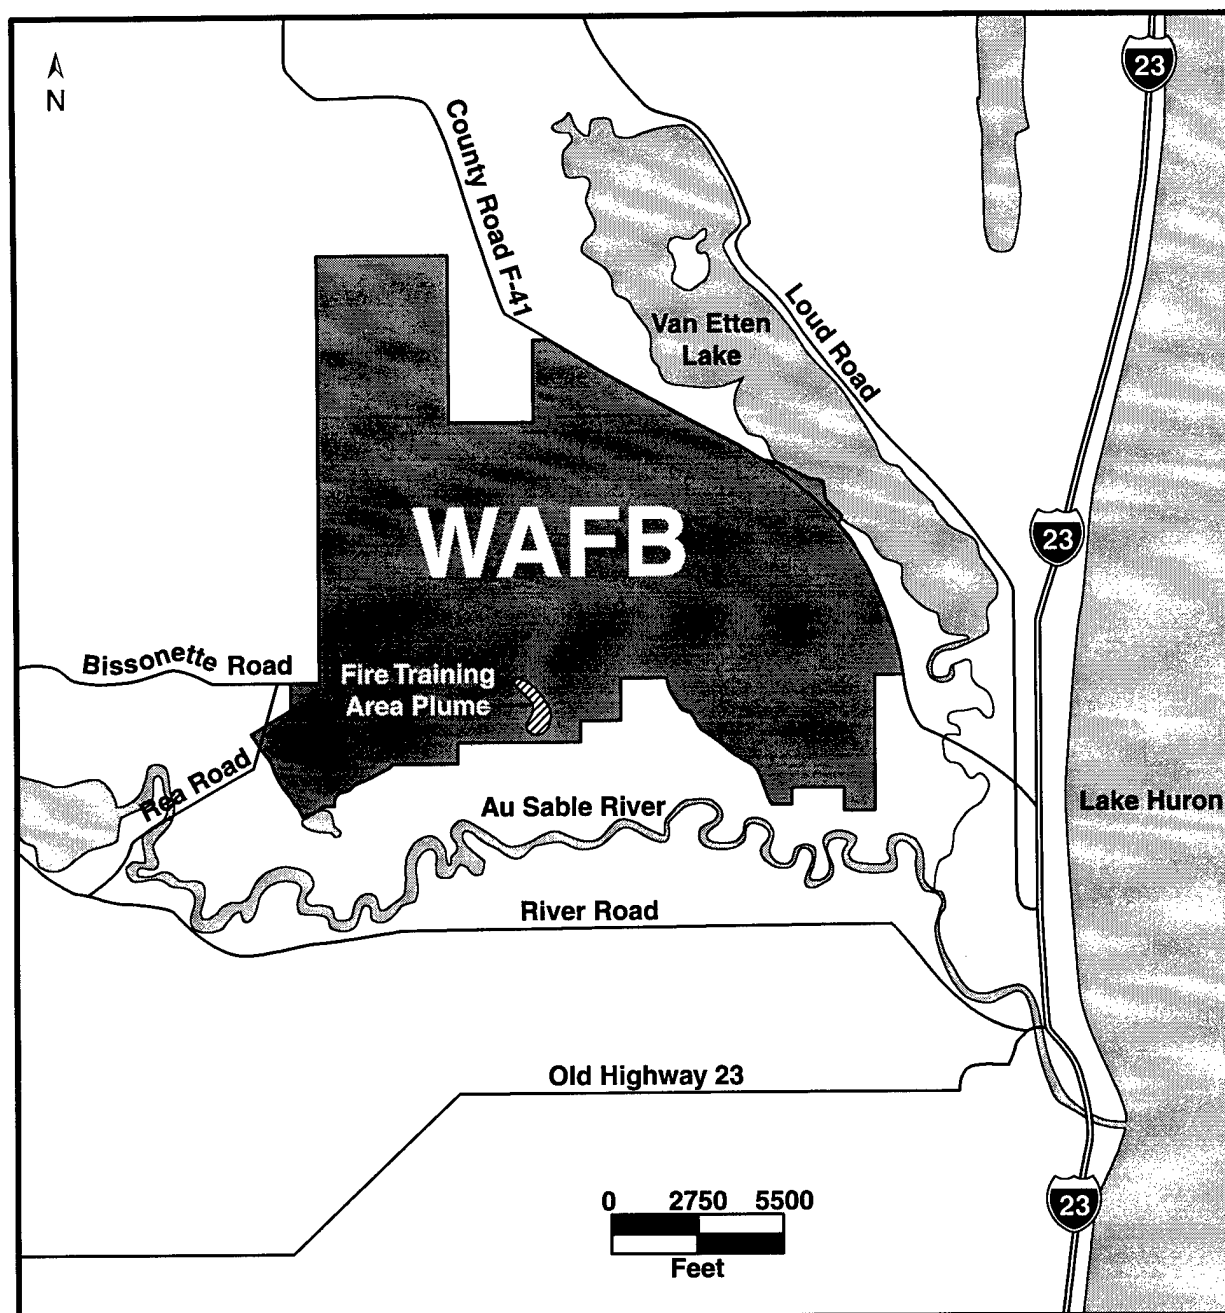 23
N
County Road F-41
Loud Road
Van Etten
Lake
WAFB
23
Bissonette Road
Fire Training
Area Plume
Rea Road
Au Sable River
Lake Huron
River Road
Old Highway 23
0 2750 5500
Feet
23